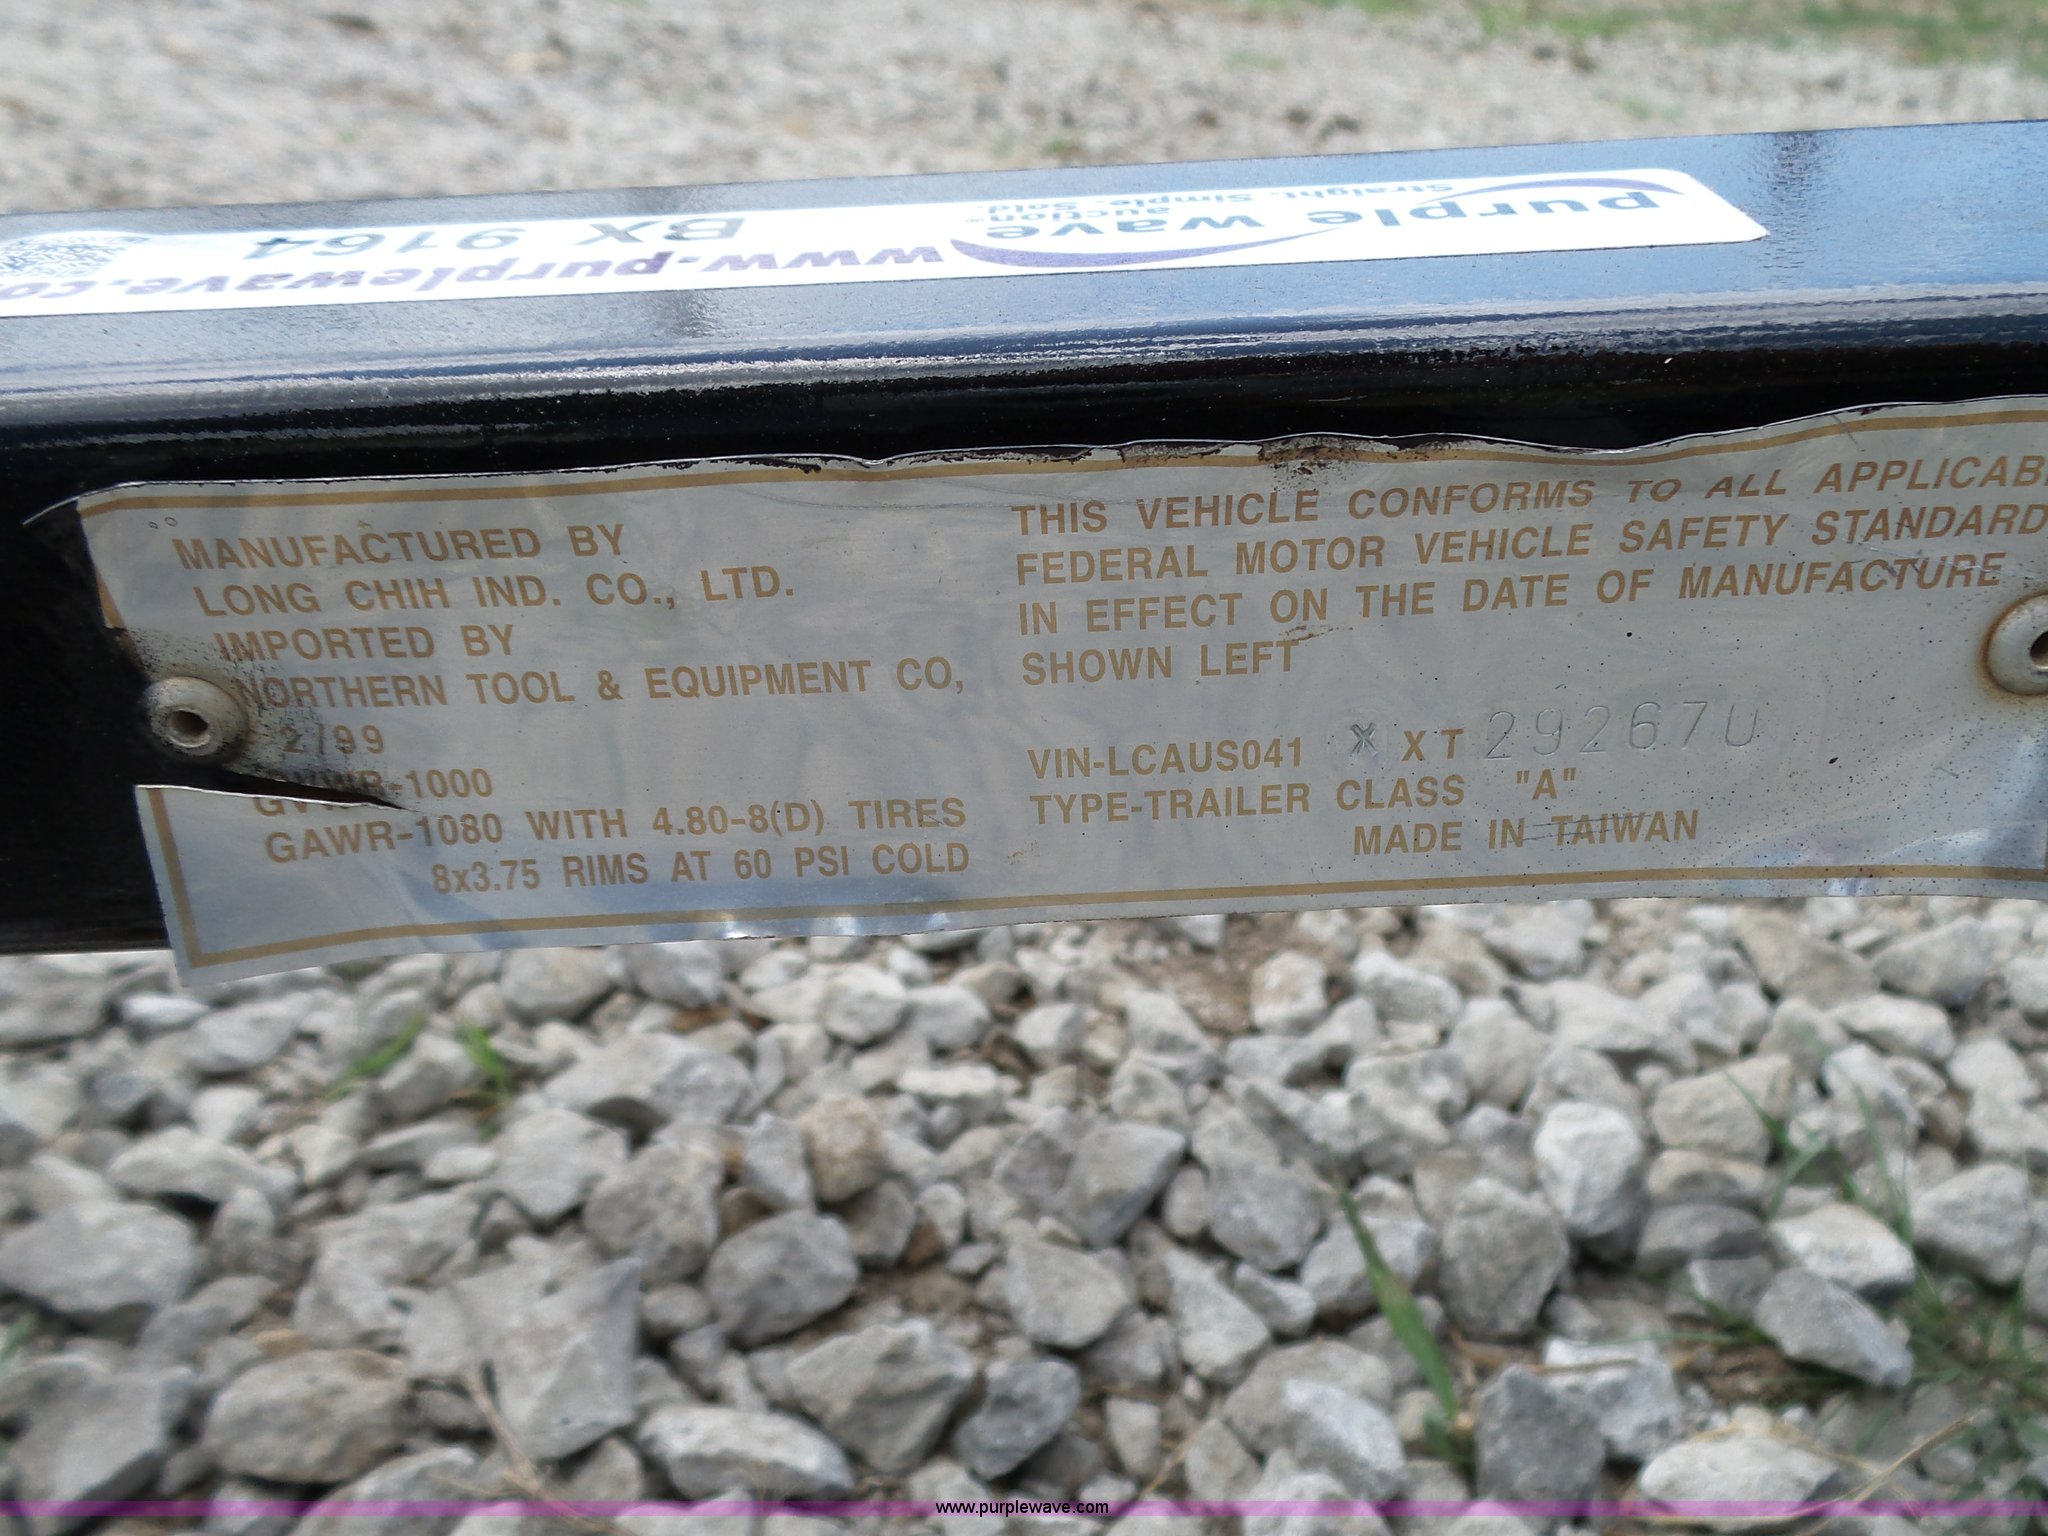 purple wave
auction®
Straight. Simple. Sold.
BX 9164
www.purplewave.co
MANUFACTURED BY
LONG CHIH IND. CO., LTD.
IMPORTED BY
NORTHERN TOOL & EQUIPMENT CO,
2/99
GVWR-1000
GAWR-1080 WITH 4.80-8(D) TIRES
8x3.75 RIMS AT 60 PSI COLD
THIS VEHICLE CONFORMS TO ALL APPLICAB
FEDERAL MOTOR VEHICLE SAFETY STANDARD
IN EFFECT ON THE DATE OF MANUFACTURE
SHOWN LEFT
VIN-LCAUS041 X XT 292670
TYPE-TRAILER CLASS "A"
MADE IN TAIWAN
www.purplewave.com